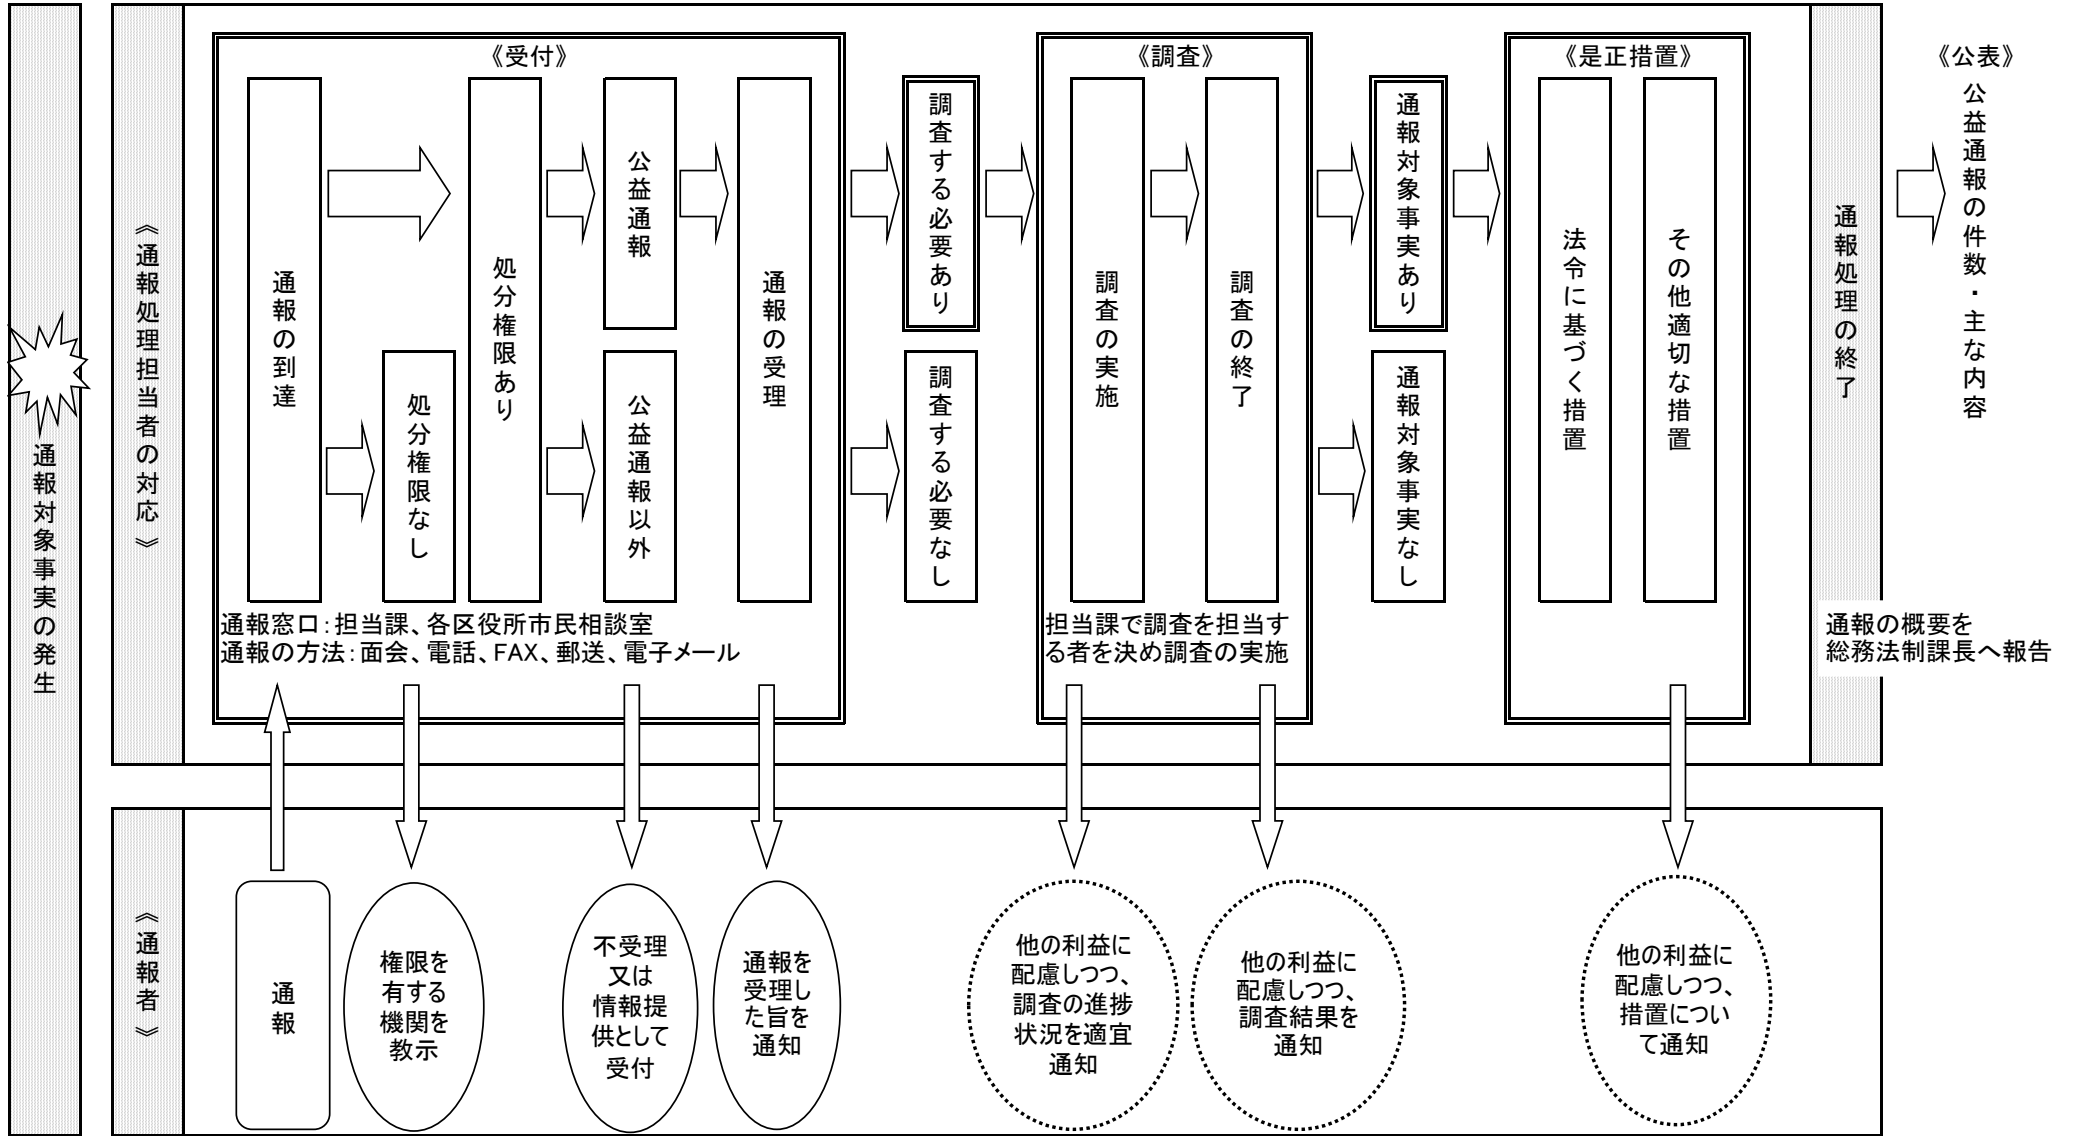 通報対象事実の発生
《通報処理担当者の対応》
《受付》
通報の到達
処分権限なし
処分権限あり
公益通報
公益通報以外
通報の受理
通報窓口：担当課、各区役所市民相談室
通報の方法：面会、電話、FAX、郵送、電子メール
調査する必要あり
調査する必要なし
《調査》
調査の実施
調査の終了
担当課で調査を担当す
る者を決め調査の実施
通報対象事実あり
通報対象事実なし
《是正措置》
法令に基づく措置
その他適切な措置
通報処理の終了
通報の概要を
総務法制課長へ報告
《公表》
公益通報の件数・主な内容
《通報者》
通報
権限を
有する
機関を
教示
不受理
又は
情報提
供として
受付
通報を
受理し
た旨を
通知
他の利益に
配慮しつつ、
調査の進捗
状況を適宜
通知
他の利益に
配慮しつつ、
調査結果を
通知
他の利益に
配慮しつつ、
措置につい
て通知